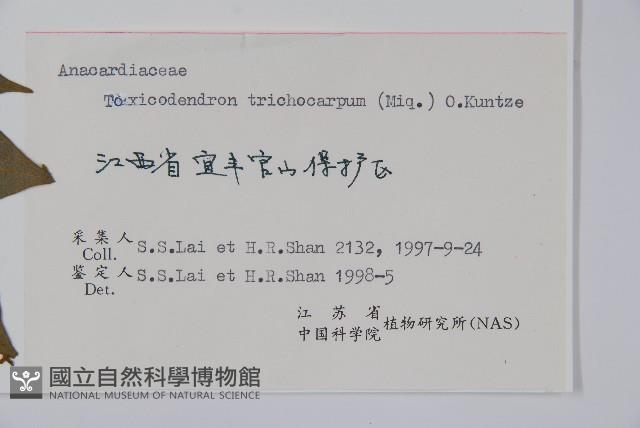 Anacardiaceae
Toxicodendron trichocarpum (Miq.) O.Kuntze
江西省宜丰官山保护区
采集人 Coll. S.S.Lai et H.R.Shan 2132, 1997-9-24
鉴定人 Det. S.S.Lai et H.R.Shan 1998-5
江苏省
中国科学院 植物研究所(NAS)
國立自然科學博物館
NATIONAL MUSEUM OF NATURAL SCIENCE